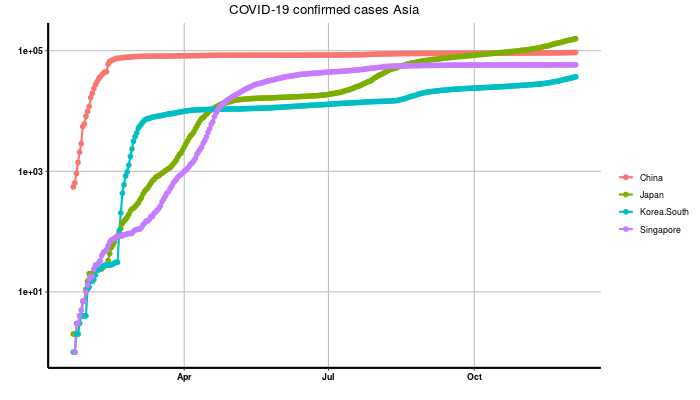 COVID-19 confirmed cases Asia
1e+05
1e+03
1e+01
Apr
Jul
Oct
China
Japan
Korea.South
Singapore